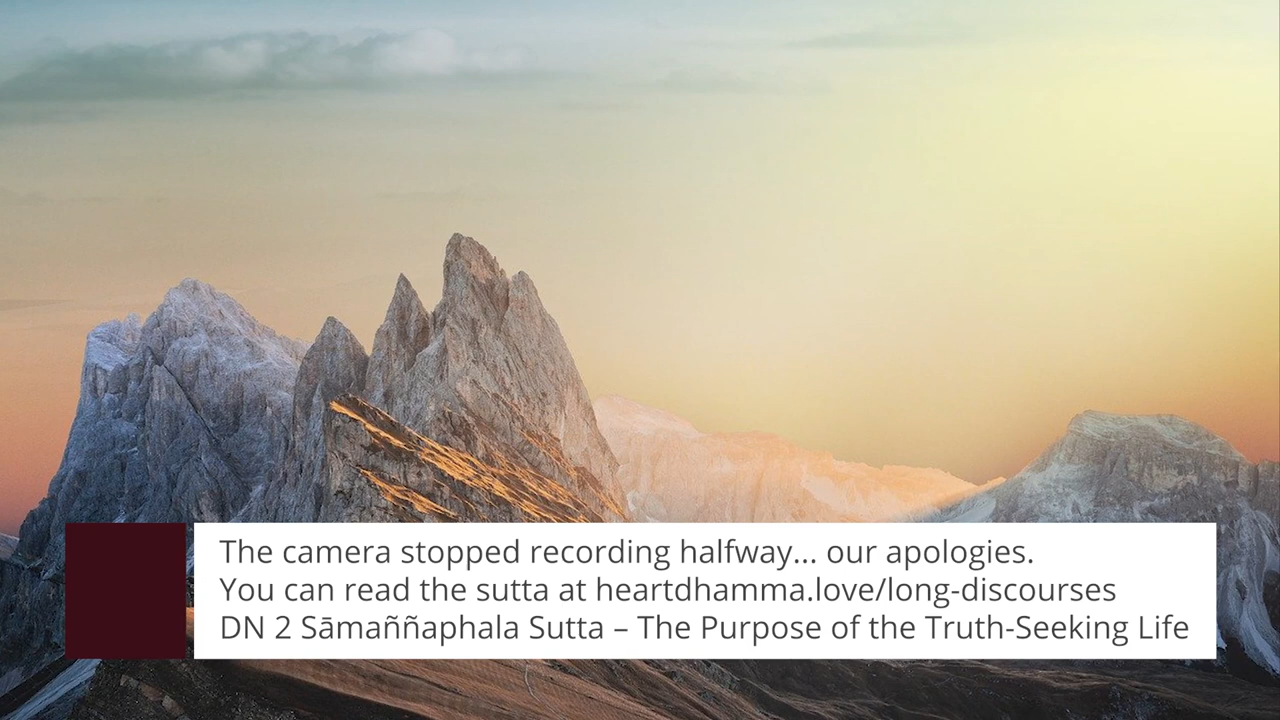 The camera stopped recording halfway... our apologies.
You can read the sutta at heartdhamma.love/long-discourses
DN 2 Sāmaññaphala Sutta – The Purpose of the Truth-Seeking Life